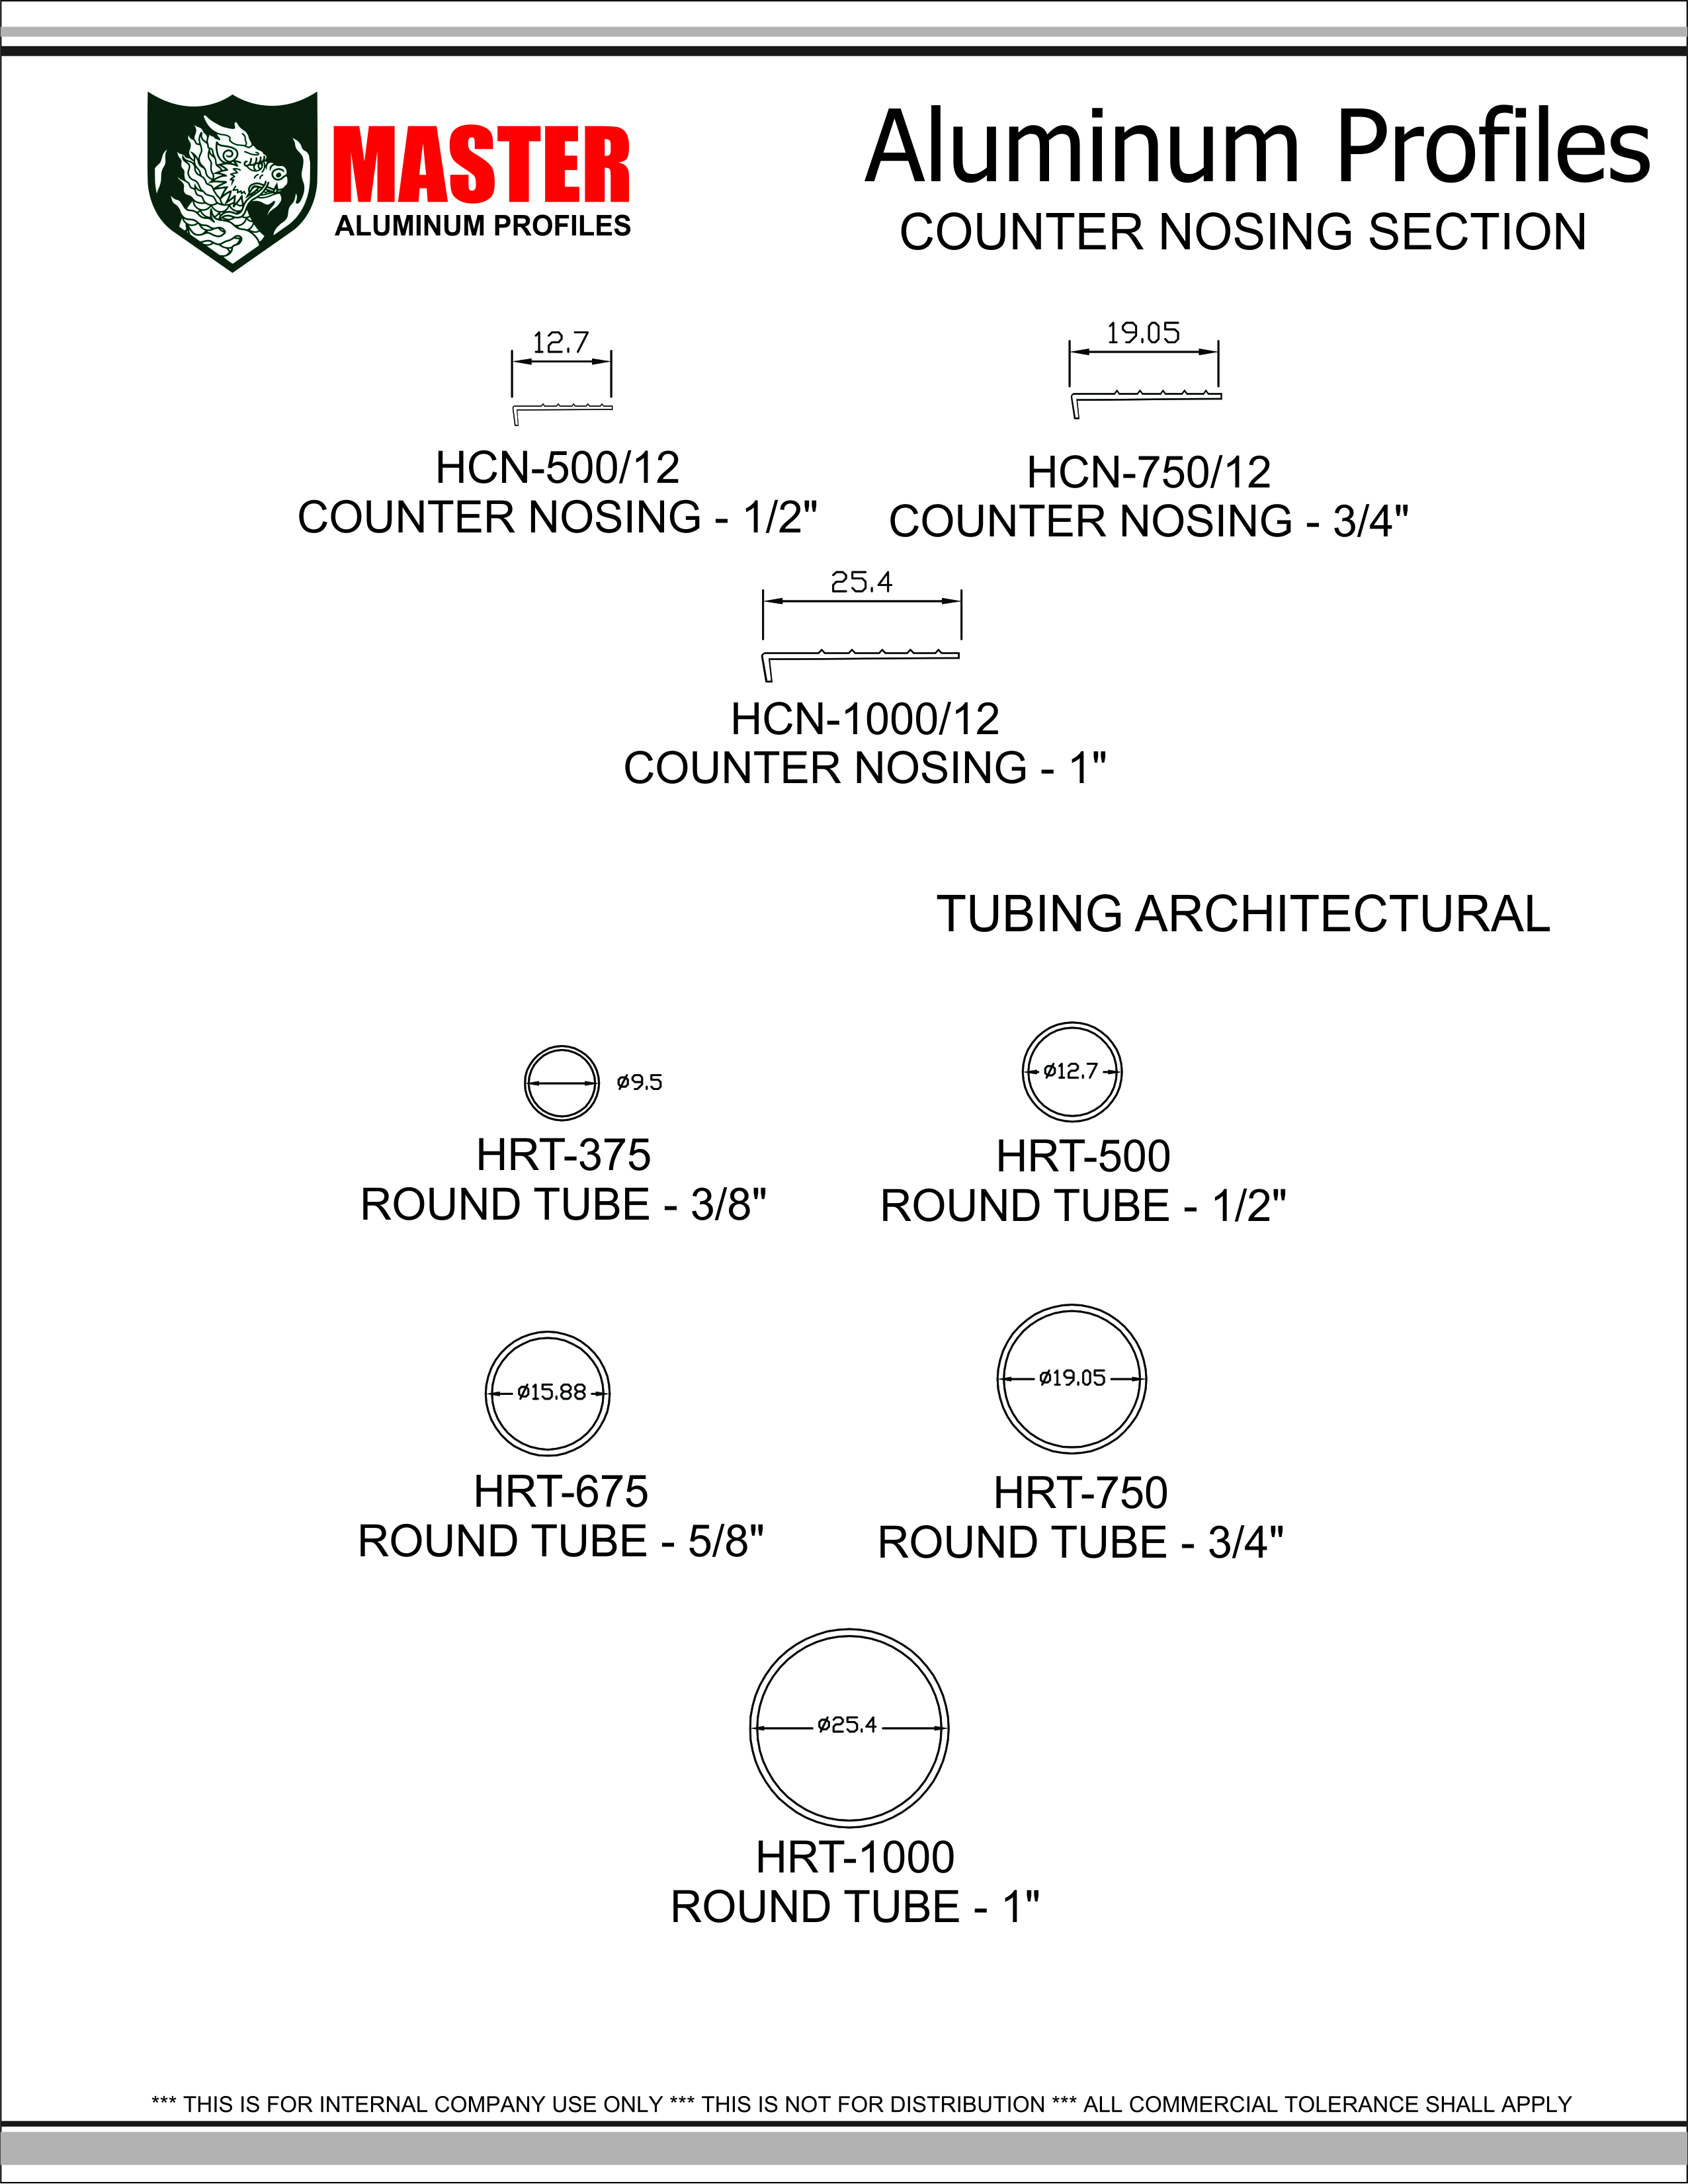 MASTER
ALUMINUM PROFILES
Aluminum Profiles
COUNTER NOSING SECTION
12.7
HCN-500/12
COUNTER NOSING - 1/2"
19.05
HCN-750/12
COUNTER NOSING - 3/4"
25.4
HCN-1000/12
COUNTER NOSING - 1"
TUBING ARCHITECTURAL
ø9.5
HRT-375
ROUND TUBE - 3/8"
ø12.7
HRT-500
ROUND TUBE - 1/2"
ø15.88
HRT-675
ROUND TUBE - 5/8"
ø19.05
HRT-750
ROUND TUBE - 3/4"
ø25.4
HRT-1000
ROUND TUBE - 1"
*** THIS IS FOR INTERNAL COMPANY USE ONLY *** THIS IS NOT FOR DISTRIBUTION *** ALL COMMERCIAL TOLERANCE SHALL APPLY